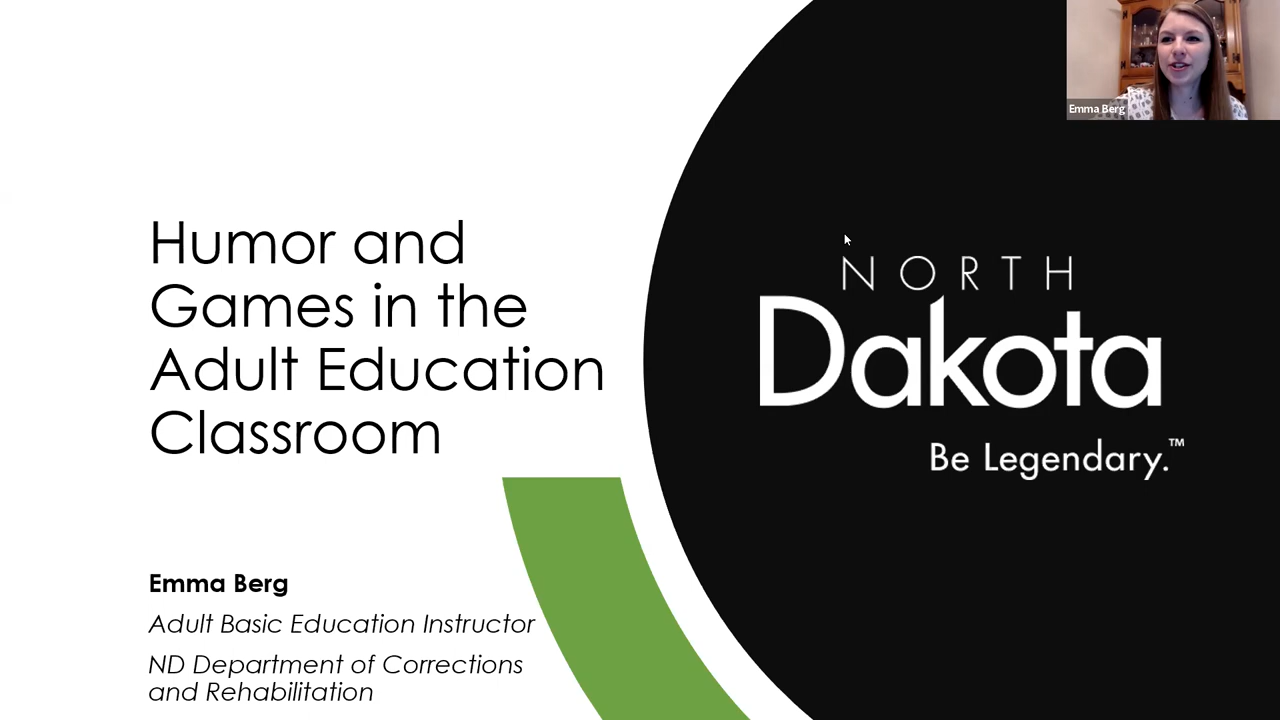 Humor and
Games in the
Adult Education
Classroom
Emma Berg
Adult Basic Education Instructor
ND Department of Corrections
and Rehabilitation
NORTH
Dakota
Be Legendary.™
Emma Berg